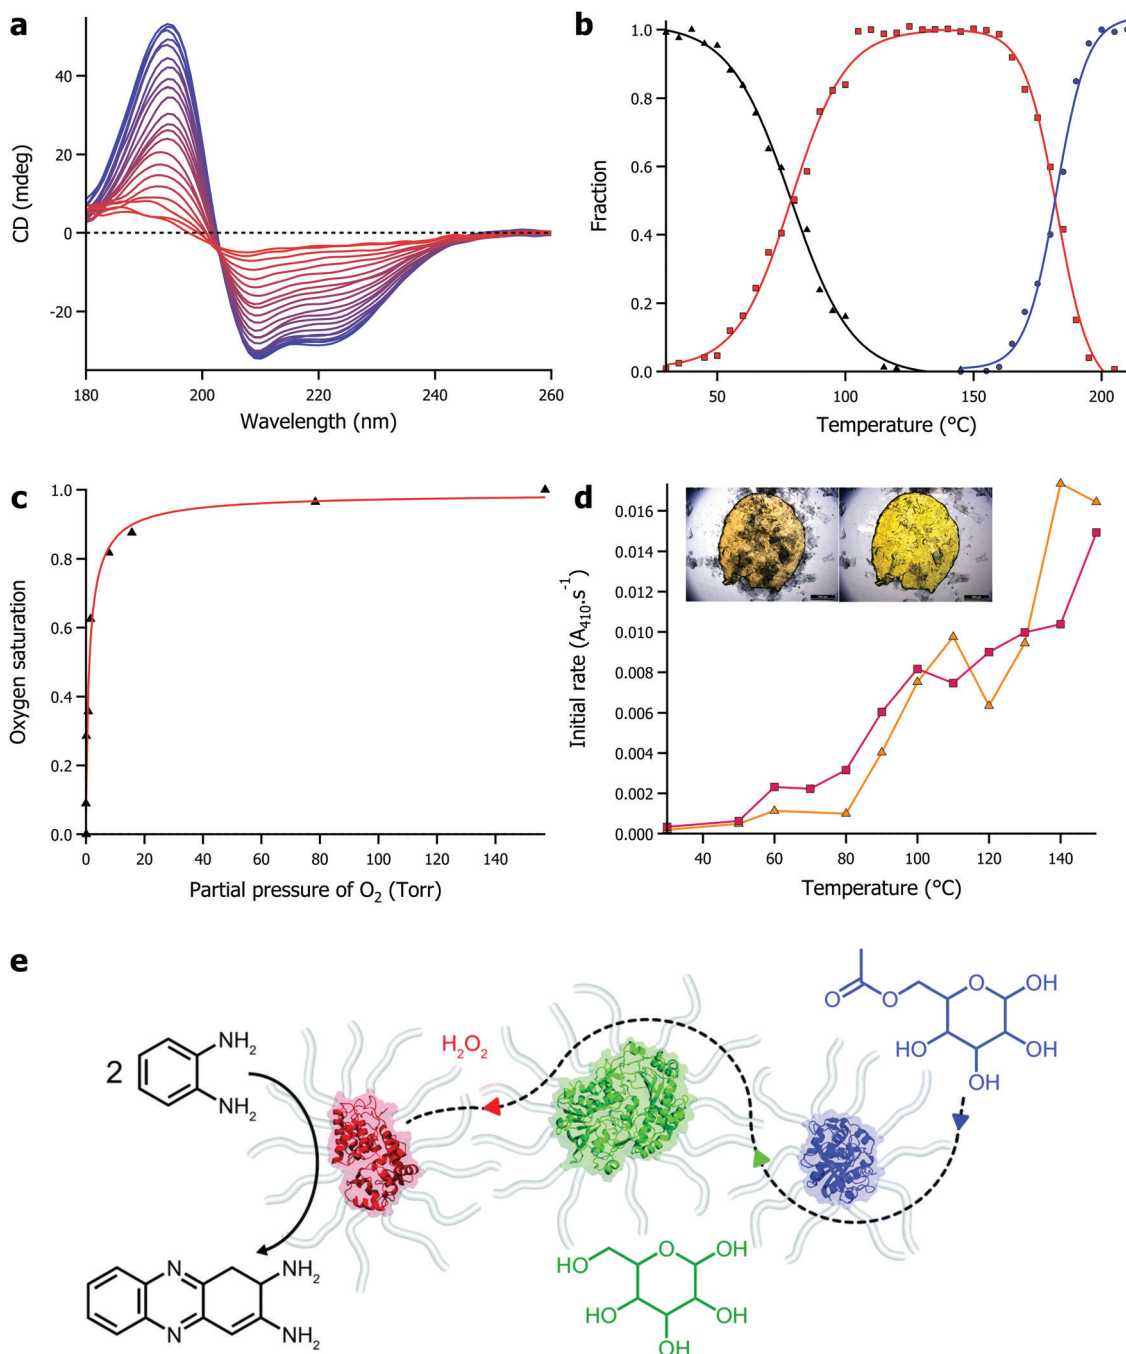 a
CD (mdeg)
40
20
0
-20
180
200
220
240
260
Wavelength (nm)
b
Fraction
1.0
0.8
0.6
0.4
0.2
0.0
50
100
150
200
Temperature (°C)
c
Oxygen saturation
1.0
0.8
0.6
0.4
0.2
0.0
0
20
40
60
80
100
120
140
Partial pressure of O₂ (Torr)
d
Initial rate (A₄₁₀.s⁻¹)
0.016
0.014
0.012
0.010
0.008
0.006
0.004
0.002
0.000
40
60
80
100
120
140
Temperature (°C)
e
2
NH₂
NH₂
H₂O₂
O
O
O
OH
HO
OH
OH
N
N
NH₂
NH₂
HO
O
OH
HO
OH
OH